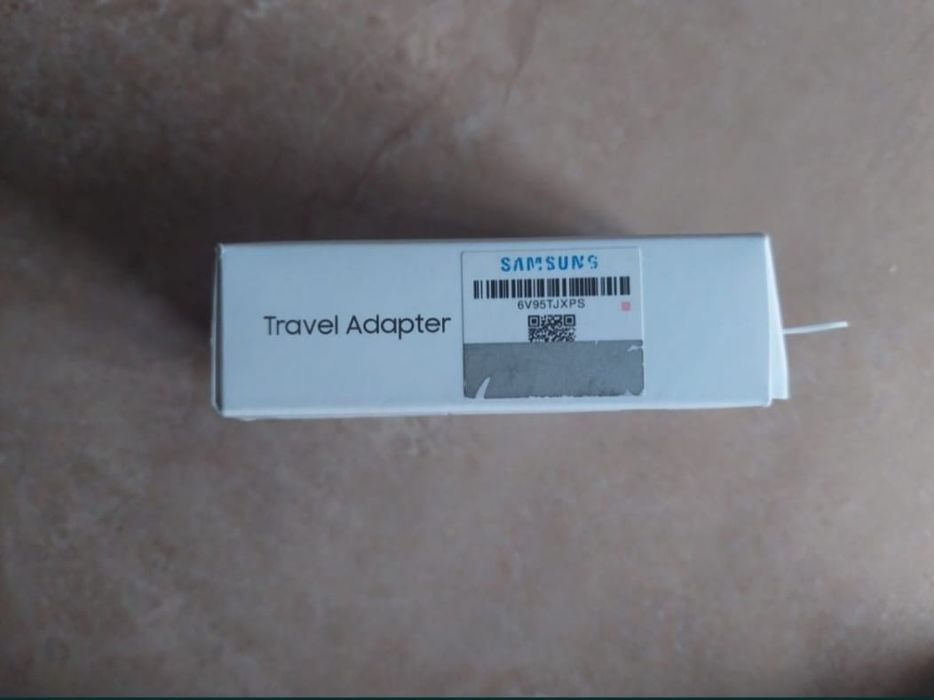 Travel Adapter
SAMSUNG
6V95TJXPS